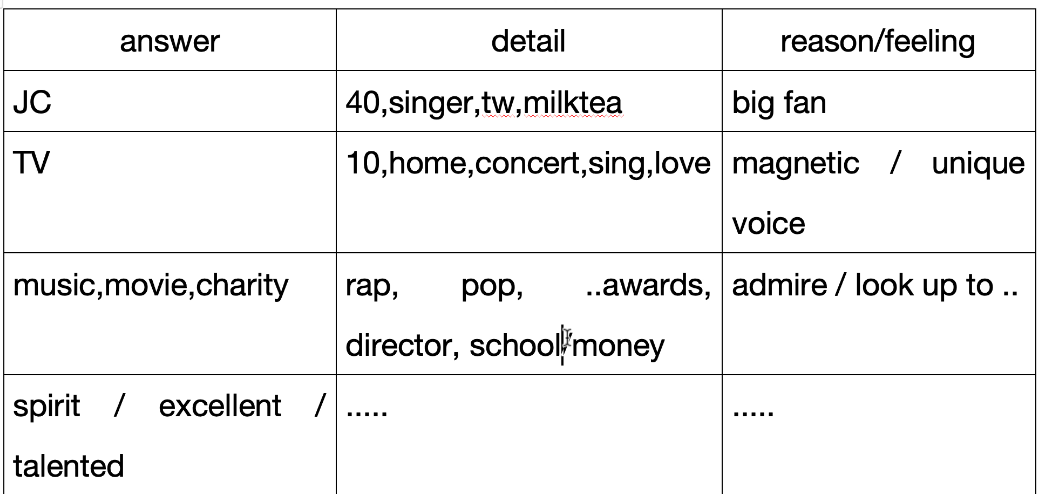 answer detail reason/feeling
JC 40,singer,tw,milktea big fan
TV 10,home,concert,sing,love magnetic / unique
voice
music,movie,charity rap, pop, ..awards, admire / look up to ..
director, school,money
spirit / excellent / ..... .....
talented